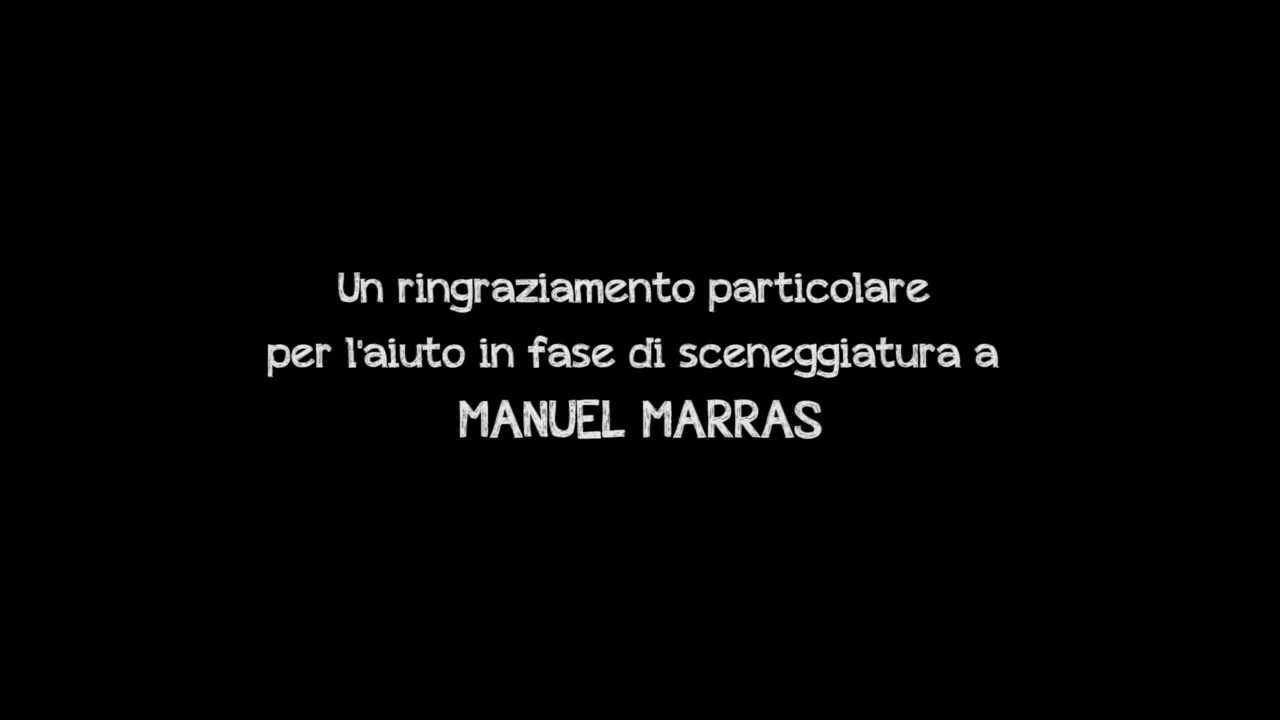 Un ringraziamento particolare
per l'aiuto in fase di sceneggiatura a
MANUEL MARRAS